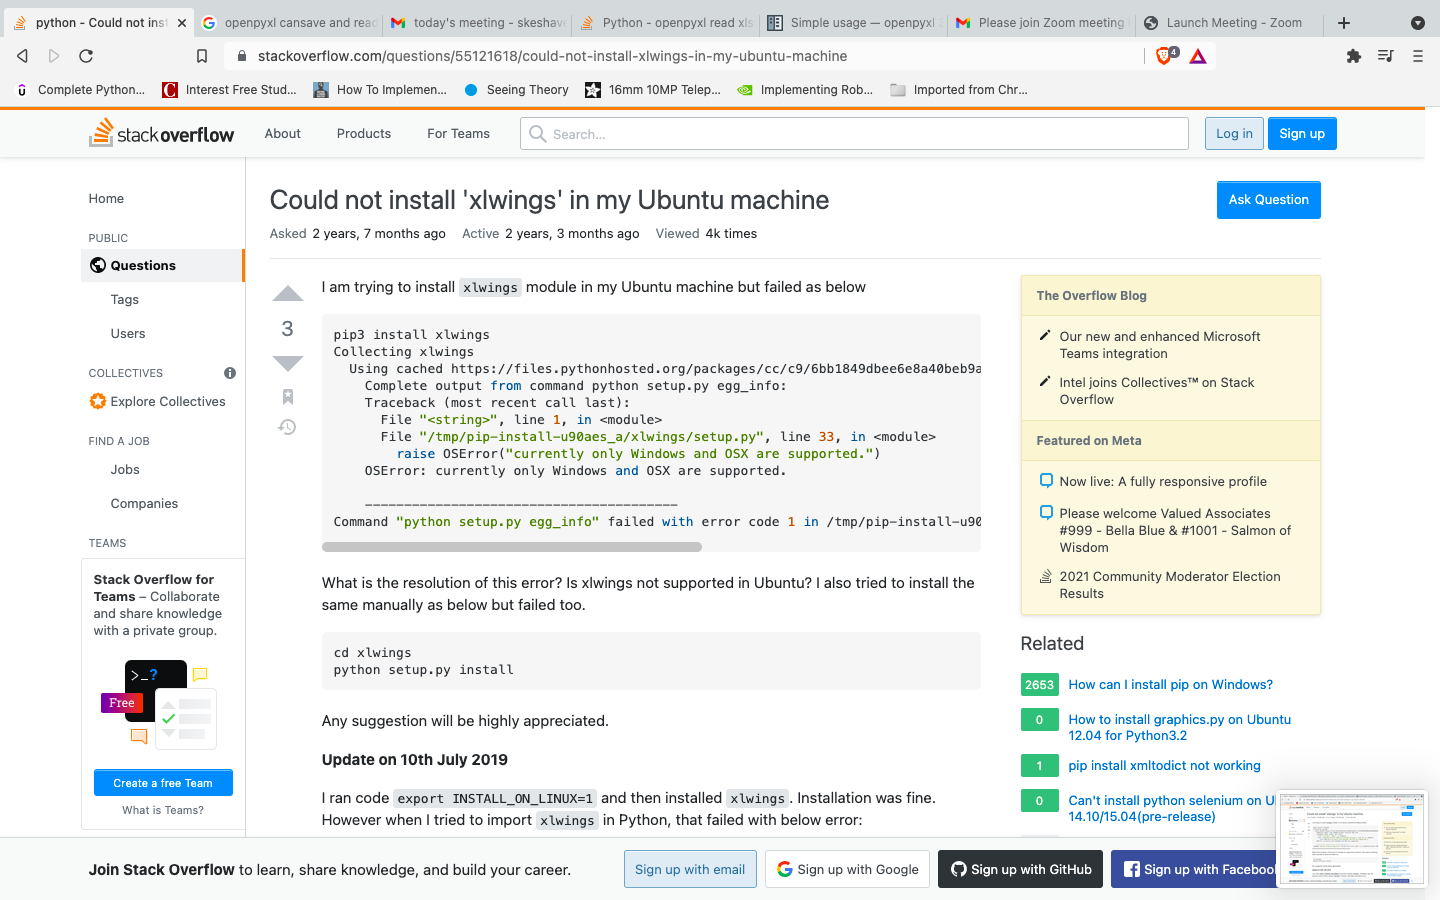 python - Could not inst
openpyxl cansave and read
today's meeting - skeshav
Python - openpyxl read xls
Simple usage — openpyxl
Please join Zoom meeting
Launch Meeting - Zoom
stackoverflow.com/questions/55121618/could-not-install-xlwings-in-my-ubuntu-machine
4
Complete Python...
Interest Free Stud...
How To Implemen...
Seeing Theory
16mm 10MP Telep...
Implementing Rob...
Imported from Chr...
stack overflow
About
Products
For Teams
Search...
Log in
Sign up
Home
PUBLIC
Questions
Tags
Users
COLLECTIVES
Explore Collectives
FIND A JOB
Jobs
Companies
TEAMS
Stack Overflow for
Teams – Collaborate
and share knowledge
with a private group.
>_?
Free
Create a free Team
What is Teams?
Could not install 'xlwings' in my Ubuntu machine
Ask Question
Asked 2 years, 7 months ago Active 2 years, 3 months ago Viewed 4k times
3
I am trying to install xlwings module in my Ubuntu machine but failed as below
pip3 install xlwings
Collecting xlwings
Using cached https://files.pythonhosted.org/packages/cc/c9/6bb1849dbee6e8a40beb9a
Complete output from command python setup.py egg_info:
Traceback (most recent call last):
File "<string>", line 1, in <module>
File "/tmp/pip-install-u90aes_a/xlwings/setup.py", line 33, in <module>
raise OSError("currently only Windows and OSX are supported.")
OSError: currently only Windows and OSX are supported.
----------------------------------------
Command "python setup.py egg_info" failed with error code 1 in /tmp/pip-install-u90
What is the resolution of this error? Is xlwings not supported in Ubuntu? I also tried to install the
same manually as below but failed too.
cd xlwings
python setup.py install
Any suggestion will be highly appreciated.
Update on 10th July 2019
I ran code export INSTALL_ON_LINUX=1 and then installed xlwings. Installation was fine.
However when I tried to import xlwings in Python, that failed with below error:
The Overflow Blog
Our new and enhanced Microsoft
Teams integration
Intel joins Collectives™ on Stack
Overflow
Featured on Meta
Now live: A fully responsive profile
Please welcome Valued Associates
#999 - Bella Blue & #1001 - Salmon of
Wisdom
2021 Community Moderator Election
Results
Related
2653 How can I install pip on Windows?
0 How to install graphics.py on Ubuntu
12.04 for Python3.2
1 pip install xmltodict not working
0 Can't install python selenium on U
14.10/15.04(pre-release)
Join Stack Overflow to learn, share knowledge, and build your career.
Sign up with email
Sign up with Google
Sign up with GitHub
Sign up with Facebook